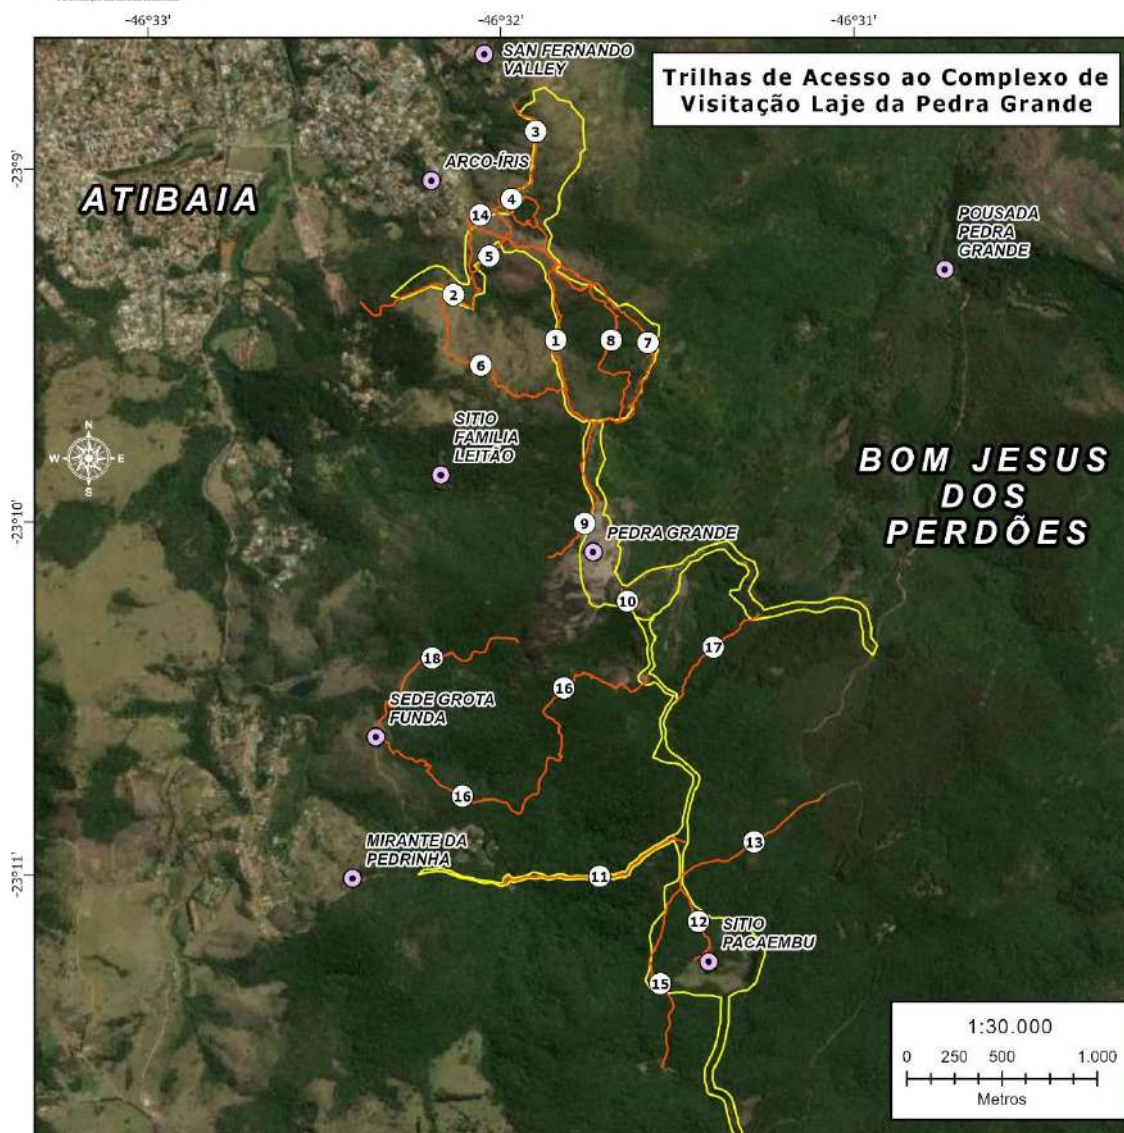 -46°33'
-46°32'
-46°31'
SAN FERNANDO
VALLEY
Trilhas de Acesso ao Complexo de
Visitação Laje da Pedra Grande
3
-23°9'
ARCO-ÍRIS
ATIBAIA
4
14
POUSADA
PEDRA
GRANDE
5
2
1
8
7
6
SITIO
FAMILIA
LEITÃO
N
W
E
S
BOM JESUS
DOS
PERDÕES
-23°10'
9
PEDRA GRANDE
10
17
18
16
SEDE GROTA
FUNDA
16
13
MIRANTE DA
PEDRINHA
-23°11'
11
12
SITIO
PACAEMBU
15
1:30.000
0 250 500 1.000
Metros